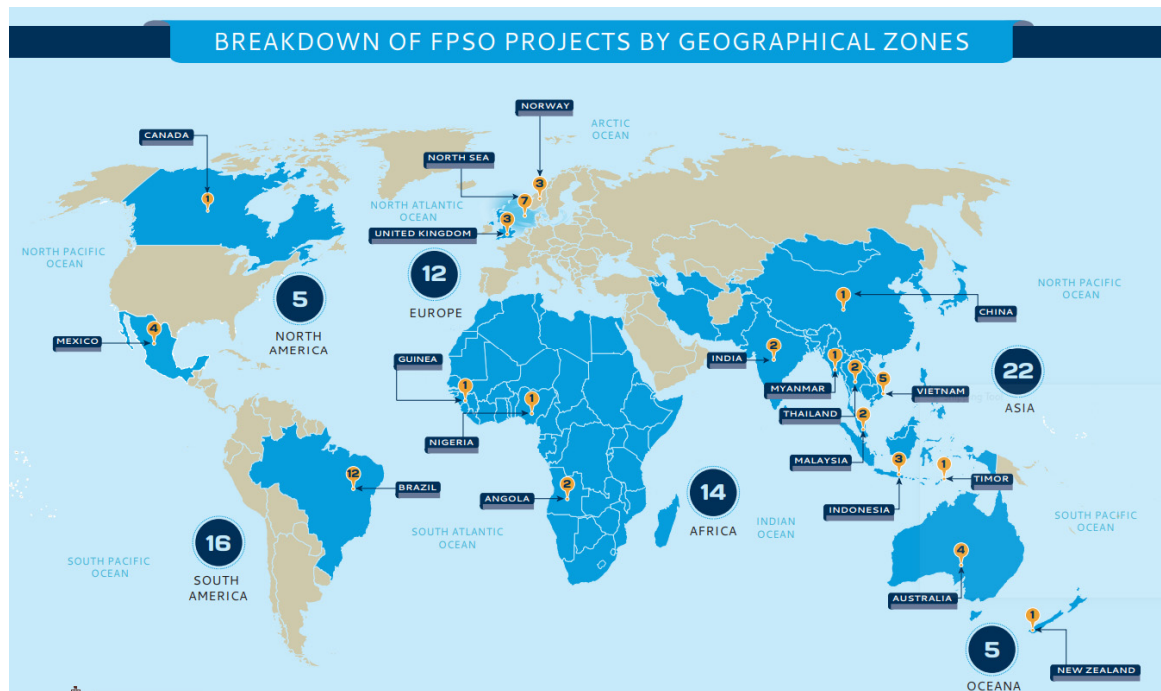 BREAKDOWN OF FPSO PROJECTS BY GEOGRAPHICAL ZONES
NORWAY
ARCTIC
OCEAN
CANADA
NORTH SEA
3
7
1
3
NORTH ATLANTIC
OCEAN
UNITED KINGDOM
NORTH PACIFIC
OCEAN
12
EUROPE
5
NORTH
AMERICA
NORTH PACIFIC
OCEAN
1
CHINA
4
MEXICO
GUINEA
INDIA
2
1
MYANMAR
2
THAILAND
5
VIETNAM
22
ASIA
1
1
NIGERIA
2
MALAYSIA
3
INDONESIA
1
TIMOR
12
BRAZIL
ANGOLA
2
14
AFRICA
INDIAN
OCEAN
SOUTH PACIFIC
OCEAN
SOUTH ATLANTIC
OCEAN
16
SOUTH
AMERICA
SOUTH PACIFIC
OCEAN
4
AUSTRALIA
1
NEW ZEALAND
5
OCEANA